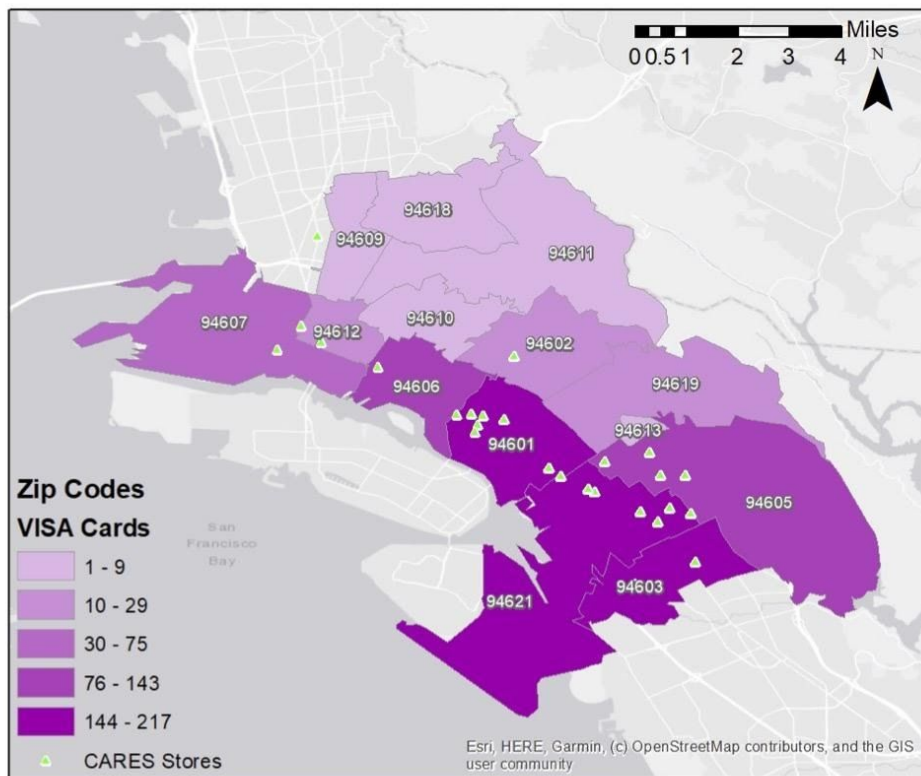 Miles
0 0.5 1 2 3 4
N
94618
94609
94611
94610
94607
94612
94602
94606
94619
94601
94613
94605
94603
94621
San
Francisco
Bay
Zip Codes
VISA Cards
1 - 9
10 - 29
30 - 75
76 - 143
144 - 217
CARES Stores
Esri, HERE, Garmin, (c) OpenStreetMap contributors, and the GIS
user community